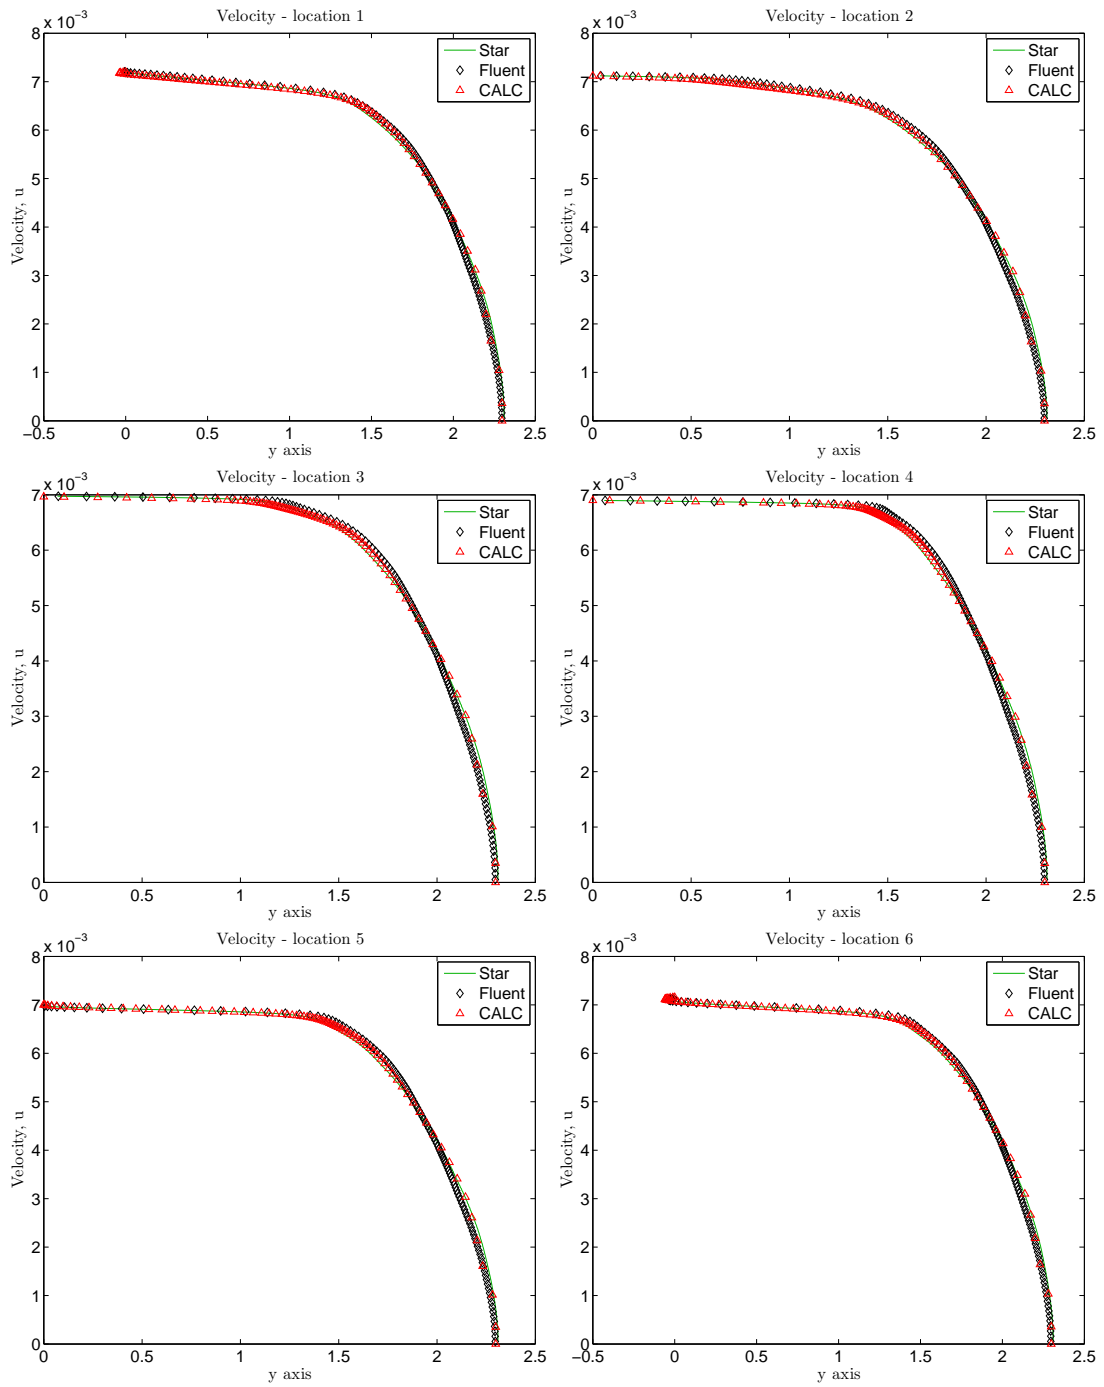 Velocity - location 1
x 10−3
8
7
6
5
4
3
2
1
0
Velocity, u
Star
Fluent
CALC
−0.5 0 0.5 1 1.5 2 2.5
y axis
Velocity - location 2
x 10−3
8
7
6
5
4
3
2
1
0
Velocity, u
Star
Fluent
CALC
0 0.5 1 1.5 2 2.5
y axis
Velocity - location 3
x 10−3
7
6
5
4
3
2
1
0
Velocity, u
Star
Fluent
CALC
0 0.5 1 1.5 2 2.5
y axis
Velocity - location 4
x 10−3
7
6
5
4
3
2
1
0
Velocity, u
Star
Fluent
CALC
0 0.5 1 1.5 2 2.5
y axis
Velocity - location 5
x 10−3
8
7
6
5
4
3
2
1
0
Velocity, u
Star
Fluent
CALC
0 0.5 1 1.5 2 2.5
y axis
Velocity - location 6
x 10−3
8
7
6
5
4
3
2
1
0
Velocity, u
Star
Fluent
CALC
−0.5 0 0.5 1 1.5 2 2.5
y axis